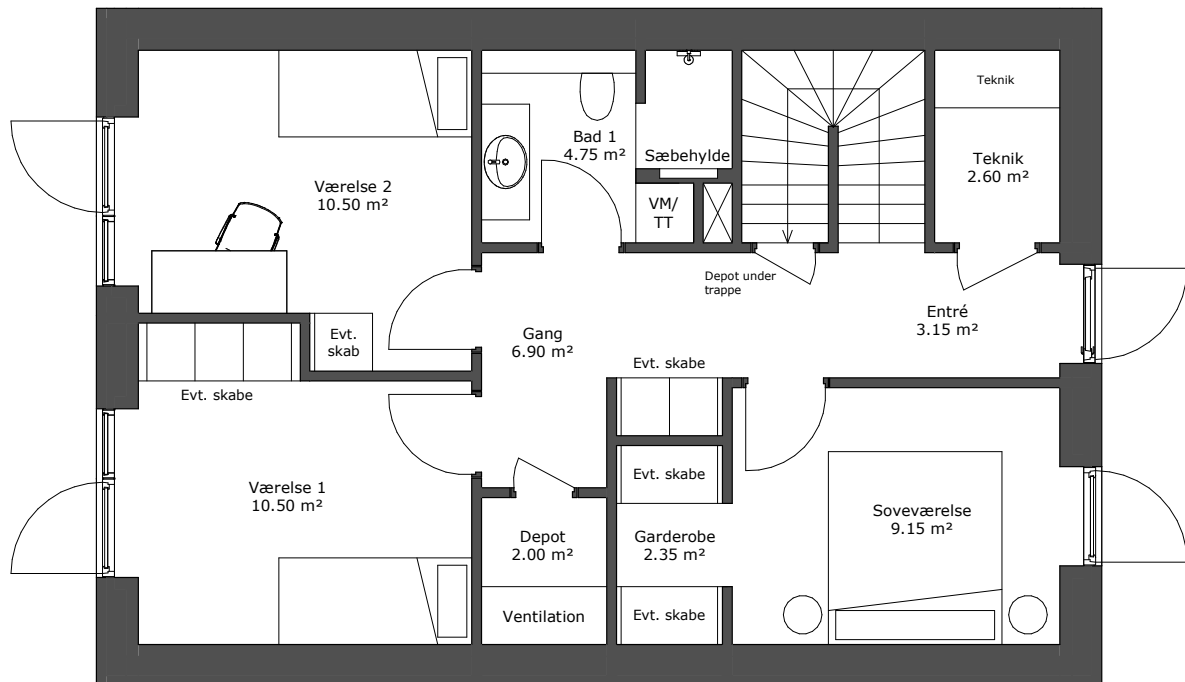 Teknik
Bad 1
4.75 m²
Sæbehylde
Teknik
2.60 m²
Værelse 2
10.50 m²
VM/
TT
Depot under
trappe
Entré
3.15 m²
Gang
6.90 m²
Evt.
skab
Evt. skabe
Evt. skabe
Evt. skabe
Værelse 1
10.50 m²
Soveværelse
9.15 m²
Depot
2.00 m²
Garderobe
2.35 m²
Ventilation
Evt. skabe